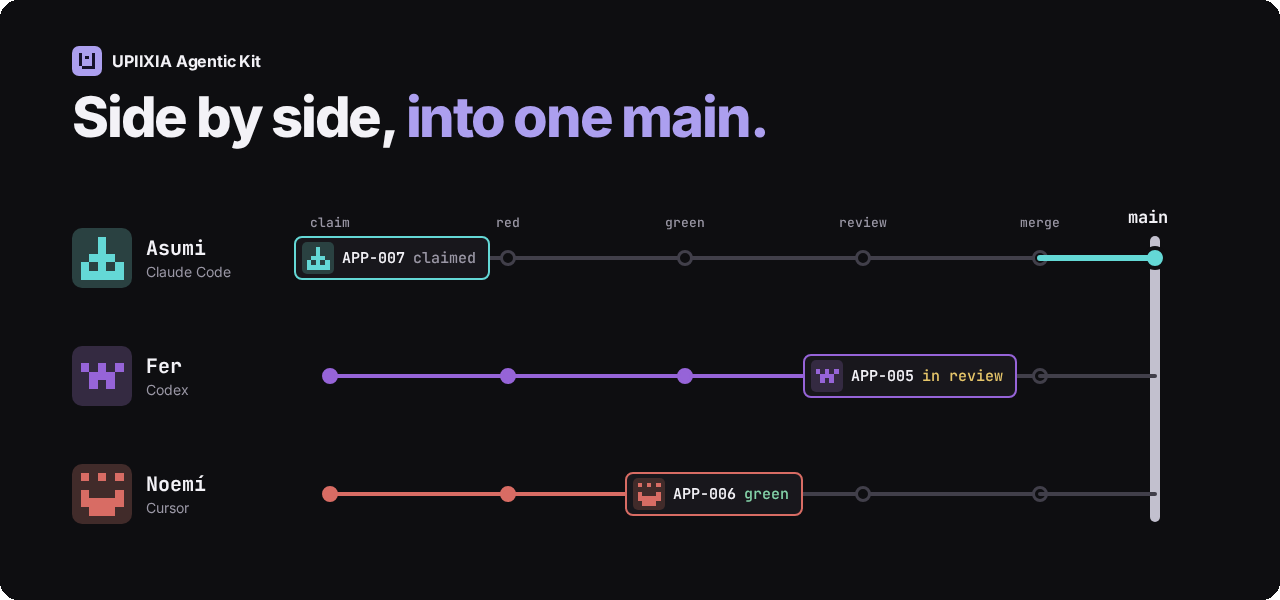 UPIIXIA Agentic Kit
Side by side, into one main.
claim red green review merge main
Asumi
Claude Code
APP-007 claimed
Fer
Codex
APP-005 in review
Noemí
Cursor
APP-006 green